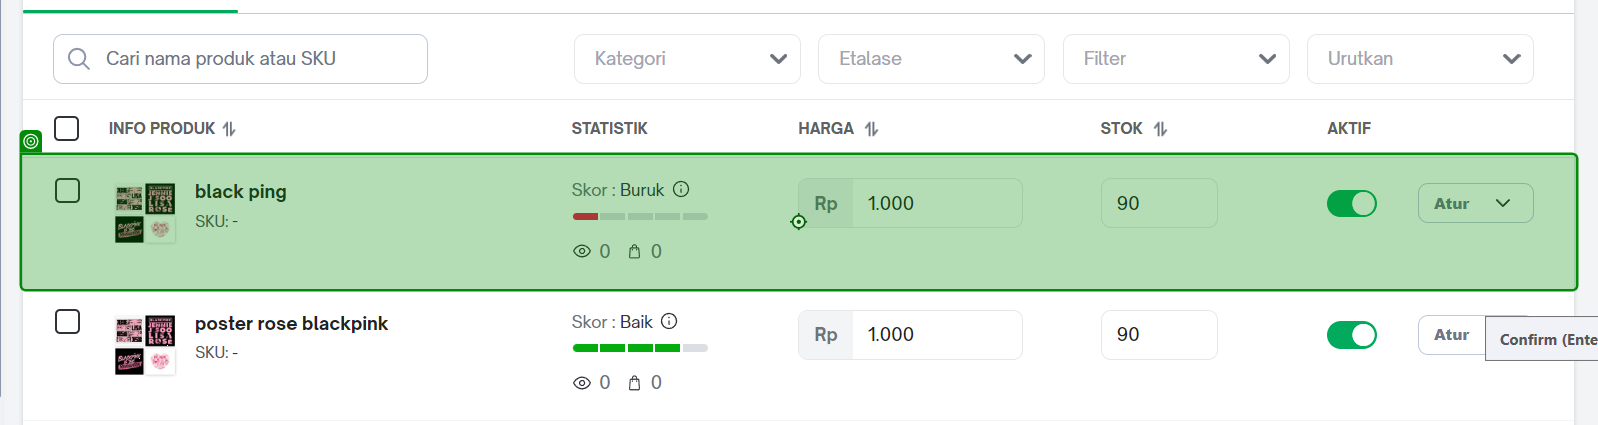 Cari nama produk atau SKU
Kategori
Etalase
Filter
Urutkan
INFO PRODUK
STATISTIK
HARGA
STOK
AKTIF
black ping
SKU: -
Skor : Buruk
0 0
Rp 1.000
90
Atur
poster rose blackpink
SKU: -
Skor : Baik
0 0
Rp 1.000
90
Atur
Confirm (Ente